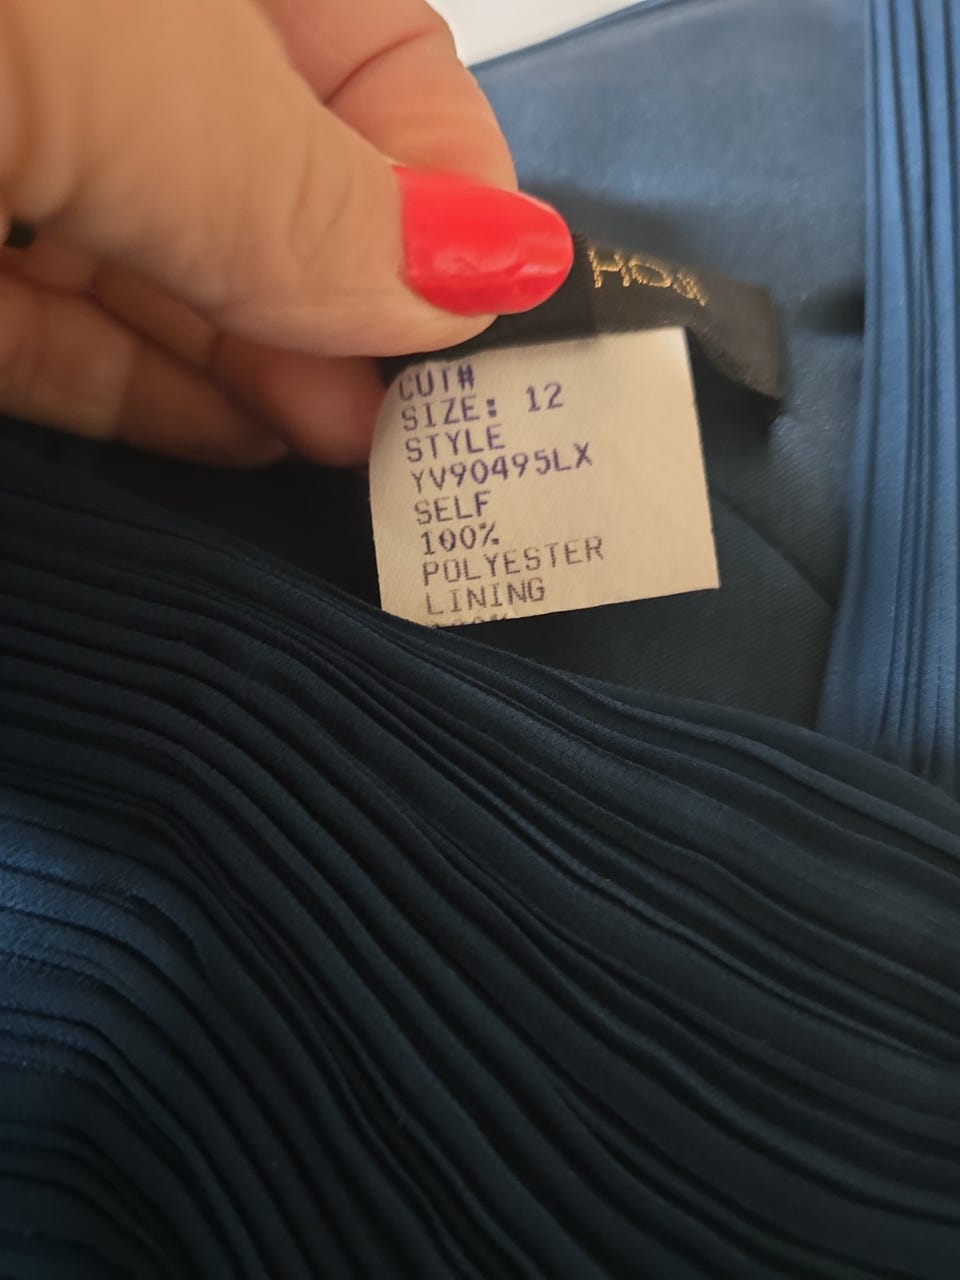 CUT#
SIZE: 12
STYLE
YV90495LX
SELF
100%
POLYESTER
LINING